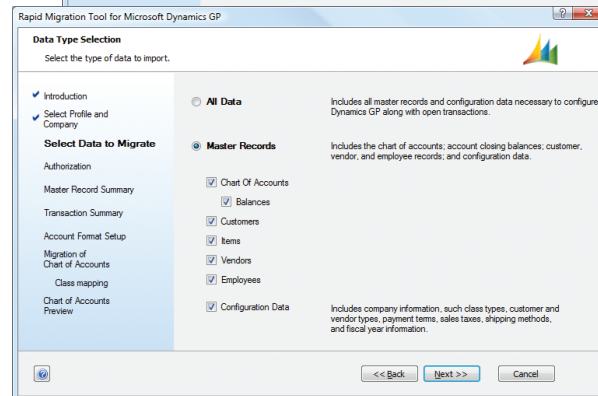 Rapid Migration Tool for Microsoft Dynamics GP
Data Type Selection
Select the type of data to import.
Introduction
Select Profile and
Company
Select Data to Migrate
Authorization
Master Record Summary
Transaction Summary
Account Format Setup
Migration of
Chart of Accounts
Class mapping
Chart of Accounts
Preview
All Data
Includes all master records and configuration data necessary to configure
Dynamics GP along with open transactions.
Master Records
Includes the chart of accounts; account closing balances; customer,
vendor, and employee records; and configuration data.
Chart Of Accounts
Balances
Customers
Items
Vendors
Employees
Configuration Data
Includes company information, such class types, customer and
vendor types, payment terms, sales taxes, shipping methods,
and fiscal year information.
<< Back
Next >>
Cancel